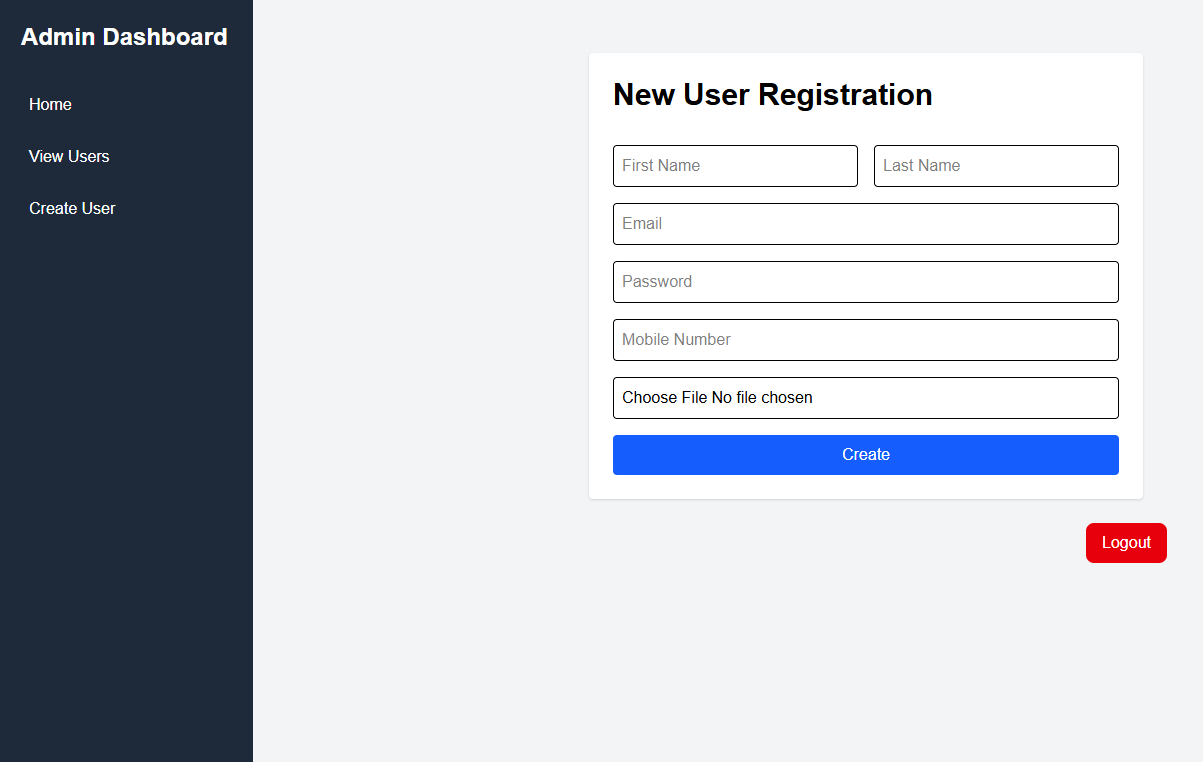 Admin Dashboard
Home
View Users
Create User
New User Registration
First Name
Last Name
Email
Password
Mobile Number
Choose File No file chosen
Create
Logout